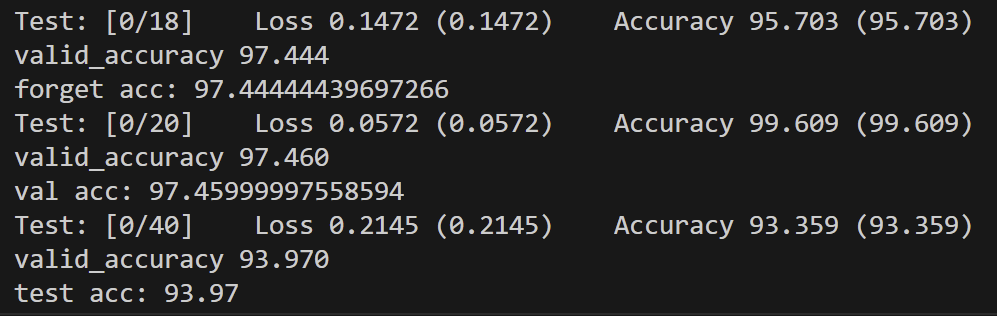 Test: [0/18]    Loss 0.1472 (0.1472)    Accuracy 95.703 (95.703)
valid_accuracy 97.444
forget acc: 97.44444439697266
Test: [0/20]    Loss 0.0572 (0.0572)    Accuracy 99.609 (99.609)
valid_accuracy 97.460
val acc: 97.45999997558594
Test: [0/40]    Loss 0.2145 (0.2145)    Accuracy 93.359 (93.359)
valid_accuracy 93.970
test acc: 93.97